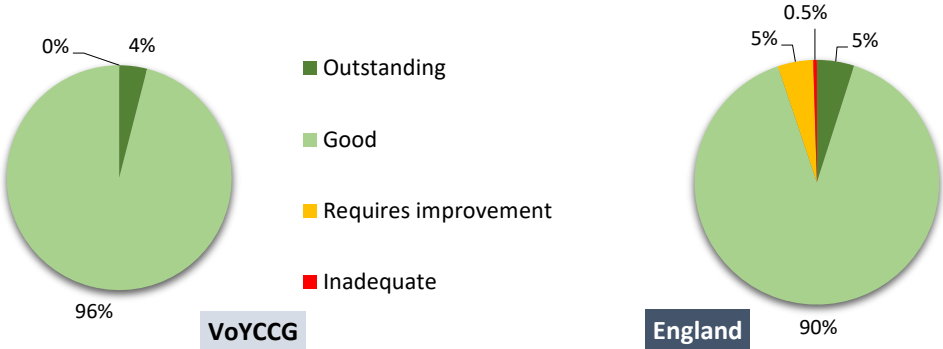 0%
4%
96%
VoYCCG
Outstanding
Good
Requires improvement
Inadequate
0.5%
5%
5%
90%
England